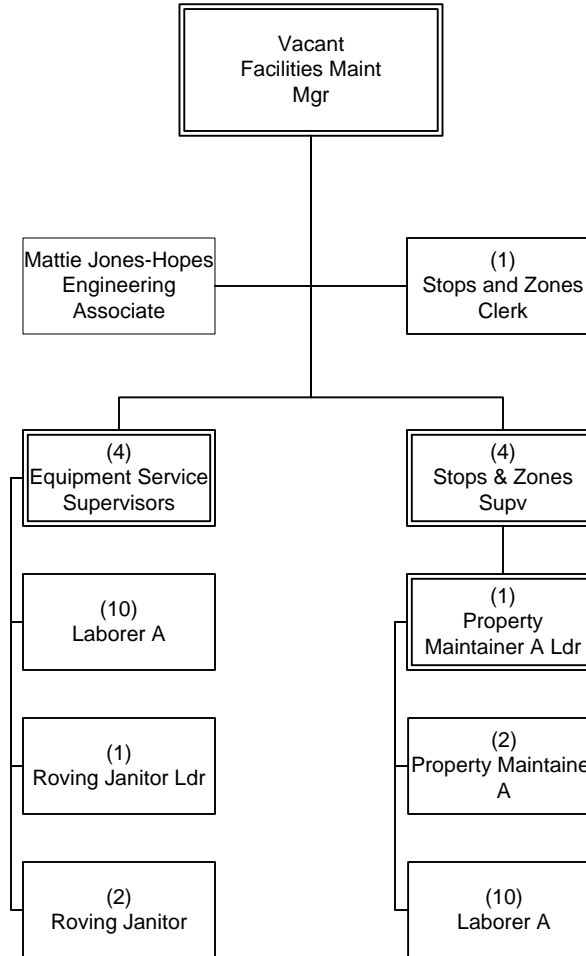 Vacant
Facilities Maint
Mgr
Mattie Jones-Hopes
Engineering
Associate
(1)
Stops and Zones
Clerk
(4)
Equipment Service
Supervisors
(4)
Stops & Zones
Supv
(10)
Laborer A
(1)
Property
Maintainer A Ldr
(1)
Roving Janitor Ldr
(2)
Property Maintaine
A
(2)
Roving Janitor
(10)
Laborer A